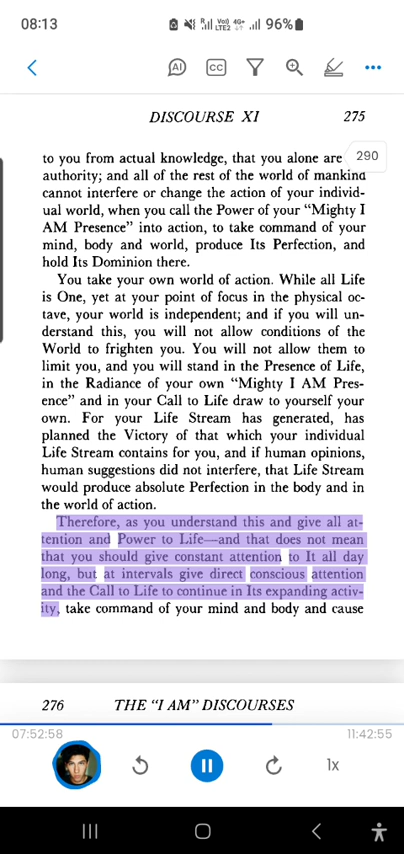 08:13
R Vo)) 4G+ LTE2 96%
AI CC
DISCOURSE XI 275
290
to you from actual knowledge, that you alone are
authority; and all of the rest of the world of mankind
cannot interfere or change the action of your individ-
ual world, when you call the Power of your “Mighty I
AM Presence” into action, to take command of your
mind, body and world, produce Its Perfection, and
hold Its Dominion there.
You take your own world of action. While all Life
is One, yet at your point of focus in the physical oc-
tave, your world is independent; and if you will un-
derstand this, you will not allow conditions of the
World to frighten you. You will not allow them to
limit you, and you will stand in the Presence of Life,
in the Radiance of your own “Mighty I AM Pres-
ence” and in your Call to Life draw to yourself your
own. For your Life Stream has generated, has
planned the Victory of that which your individual
Life Stream contains for you, and if human opinions,
human suggestions did not interfere, that Life Stream
would produce absolute Perfection in the body and in
the world of action.
Therefore, as you understand this and give all at-
tention and Power to Life—and that does not mean
that you should give constant attention to It all day
long, but at intervals give direct conscious attention
and the Call to Life to continue in Its expanding activ-
ity, take command of your mind and body and cause
276 THE “I AM” DISCOURSES
07:52:58 11:42:55
1x